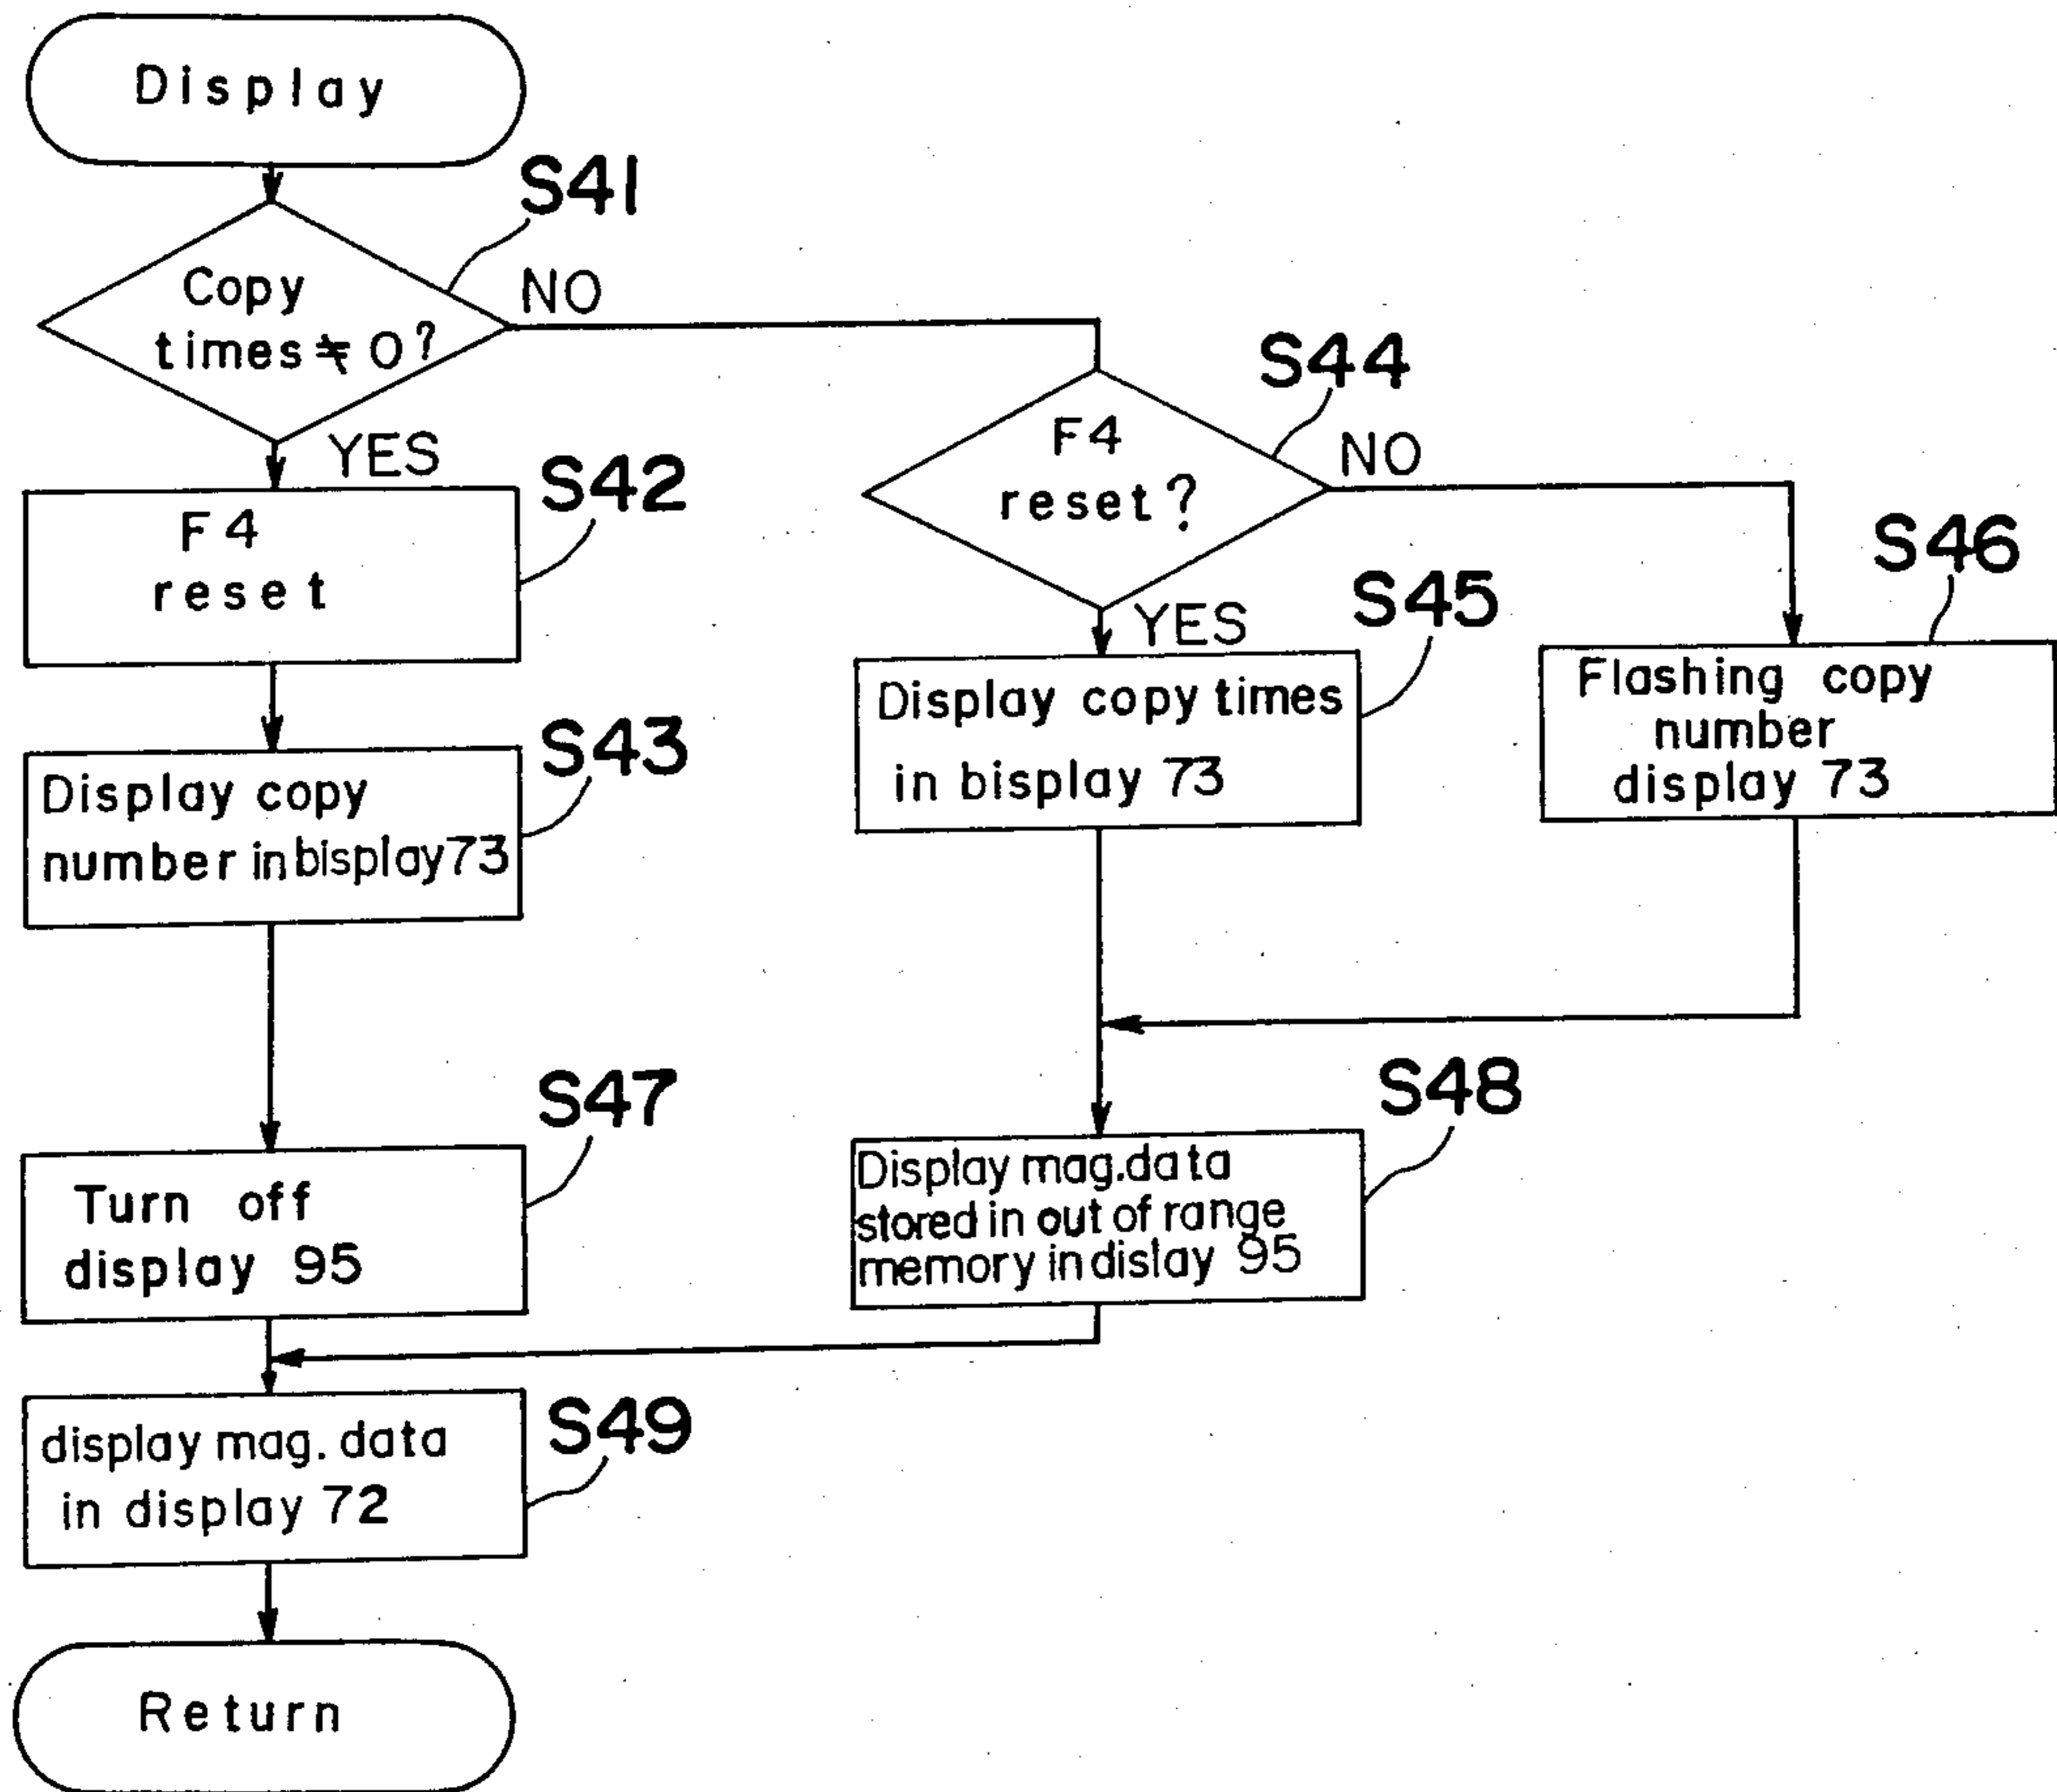 Display
S41
Copy
times≒0?
NO
YES
S42
F4
reset
S43
Display copy
number in bisplay 73
S44
F4
reset?
NO
YES
S45
Display copy times
in bisplay 73
S46
Flashing copy
number
display 73
S47
Turn off
display 95
S48
Display mag.data
stored in out of range
memory in dislay 95
S49
display mag. data
in display 72
Return